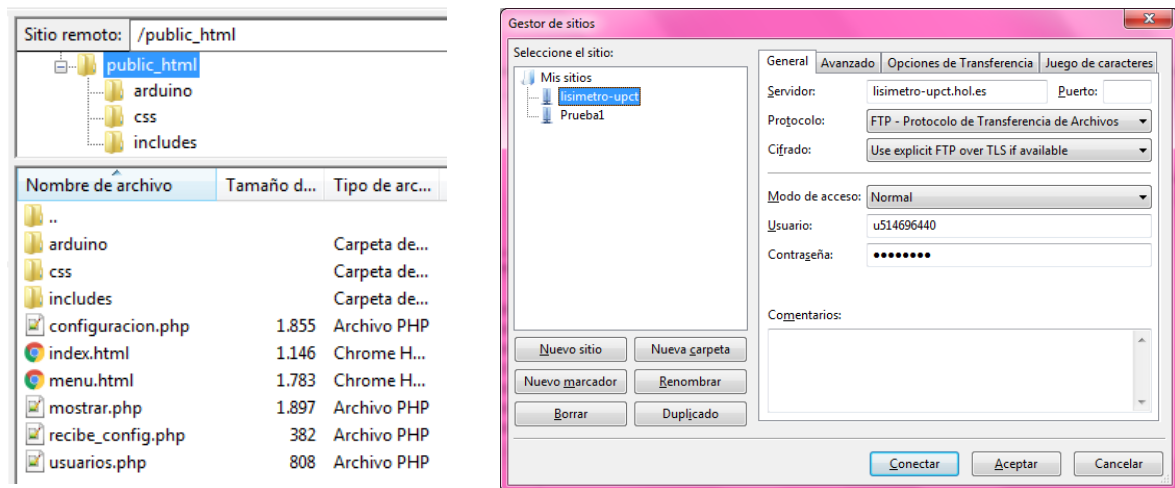 Sitio remoto: /public_html
public_html
arduino
css
includes
Nombre de archivo Tamaño d... Tipo de arc...
..
arduino Carpeta de...
css Carpeta de...
includes Carpeta de...
configuracion.php 1.855 Archivo PHP
index.html 1.146 Chrome H...
menu.html 1.783 Chrome H...
mostrar.php 1.897 Archivo PHP
recibe_config.php 382 Archivo PHP
usuarios.php 808 Archivo PHP
Gestor de sitios
Seleccione el sitio:
Mis sitios
lisimetro-upct
Prueba1
Nuevo sitio Nueva carpeta
Nuevo marcador Renombrar
Borrar Duplicado
General Avanzado Opciones de Transferencia Juego de caracteres
Servidor: lisimetro-upct.hol.es Puerto:
Protocolo: FTP - Protocolo de Transferencia de Archivos
Cifrado: Use explicit FTP over TLS if available
Modo de acceso: Normal
Usuario: u514696440
Contraseña: ●●●●●●●●
Comentarios:
Conectar Aceptar Cancelar